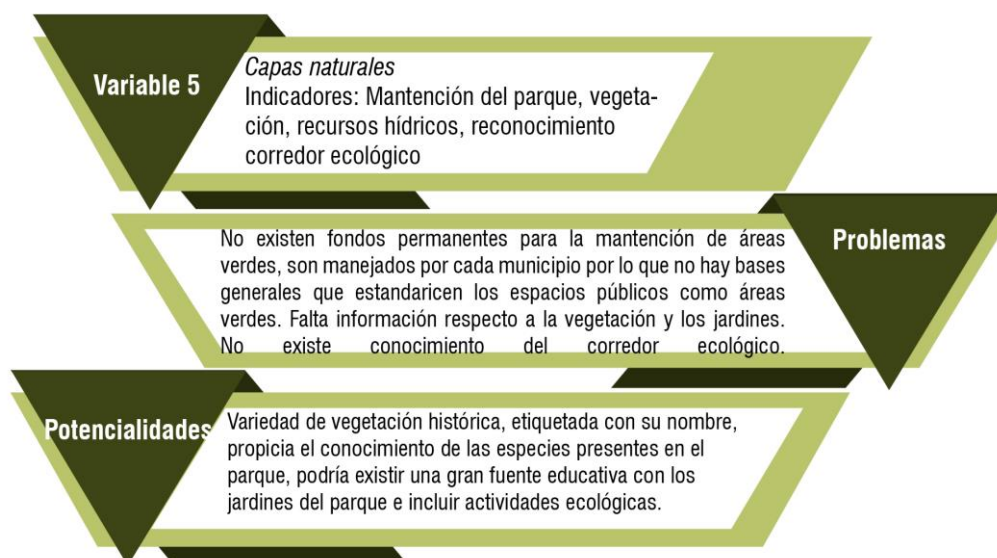 Variable 5
Capas naturales
Indicadores: Mantención del parque, vegeta-
ción, recursos hídricos, reconocimiento
corredor ecológico
Problemas
No existen fondos permanentes para la mantención de áreas
verdes, son manejados por cada municipio por lo que no hay bases
generales que estandaricen los espacios públicos como áreas
verdes. Falta información respecto a la vegetación y los jardines.
No existe conocimiento del corredor ecológico.
Potencialidades
Variedad de vegetación histórica, etiquetada con su nombre,
propicia el conocimiento de las especies presentes en el
parque, podría existir una gran fuente educativa con los
jardines del parque e incluir actividades ecológicas.